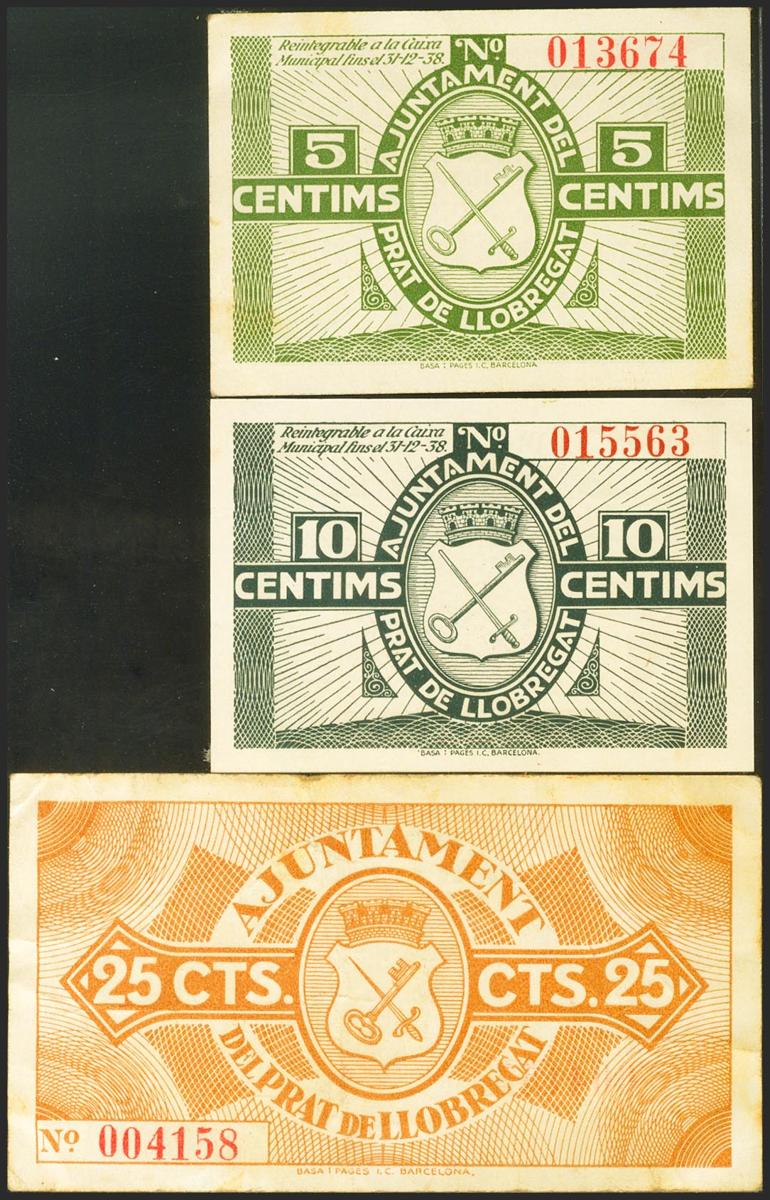 Reintegrable a la Caixa
Municipal fins el 31-12-38.
Nº 013674
AJUNTAMENT DEL
5 5
CENTIMS CENTIMS
PRAT DE LLOBREGAT
BASA I PAGÈS I.C, BARCELONA
Reintegrable a la Caixa
Municipal fins el 31-12-38.
Nº 015563
AJUNTAMENT DEL
10 10
CENTIMS CENTIMS
PRAT DE LLOBREGAT
BASA I PAGÈS I.C, BARCELONA.
AJUNTAMENT
25 CTS. CTS. 25
DEL PRAT DE LLOBREGAT
Nº 004158
BASA I PAGÈS I.C. BARCELONA.